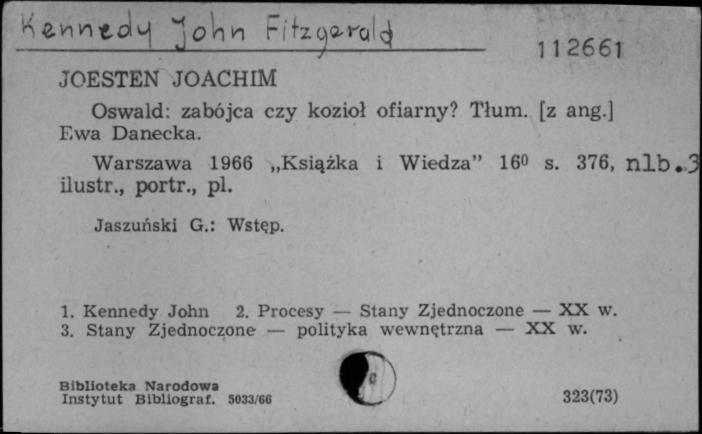 Kennedy John Fitzgerald
112661
JOESTEN JOACHIM
Oswald: zabójca czy kozioł ofiarny? Tłum. [z ang.]
Ewa Danecka.
Warszawa 1966 „Książka i Wiedza” 16⁰ s. 376, nlb.3
ilustr., portr., pl.
Jaszuński G.: Wstęp.
1. Kennedy John 2. Procesy — Stany Zjednoczone — XX w.
3. Stany Zjednoczone — polityka wewnętrzna — XX w.
Biblioteka Narodowa
Instytut Bibliograf. 5033/66
323(73)